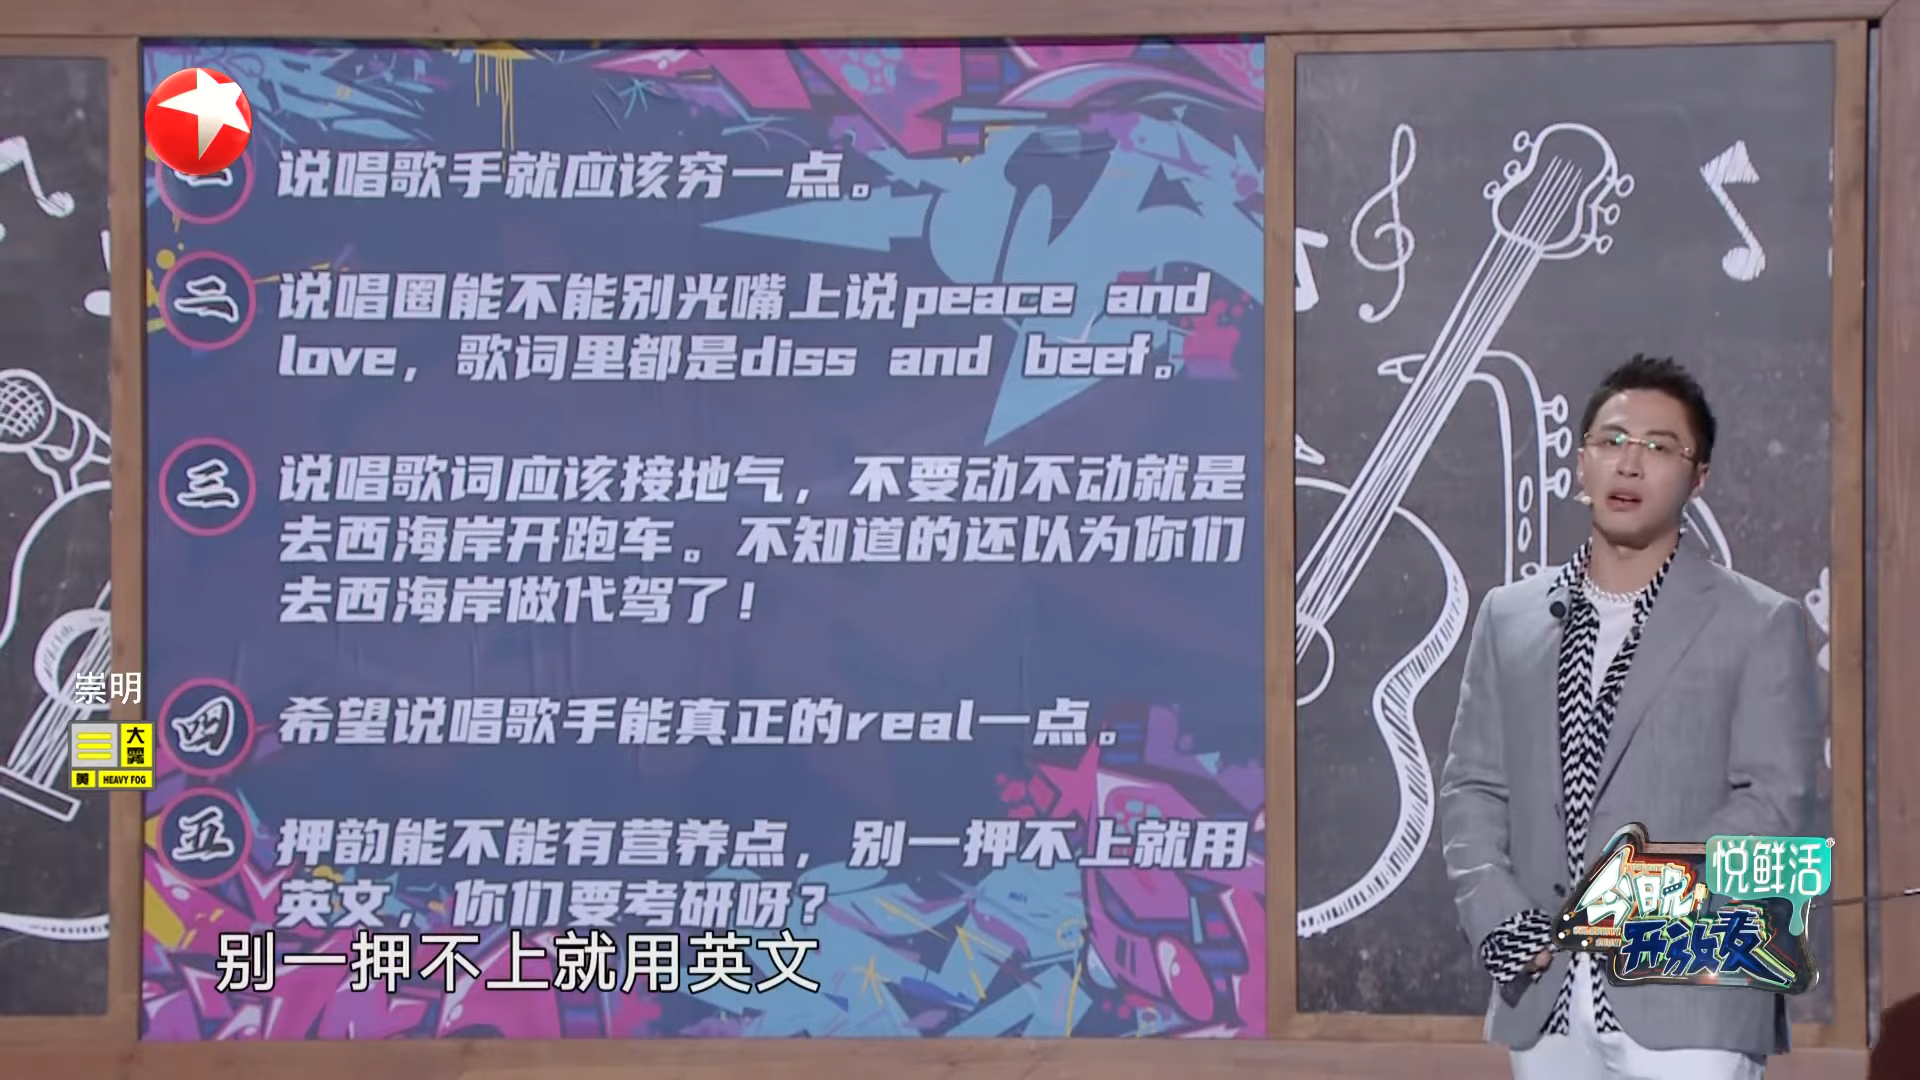 说唱歌手就应该穷一点。
二
说唱圈能不能别光嘴上说peace and
love，歌词里都是diss and beef。
三
说唱歌词应该接地气，不要动不动就是
去西海岸开跑车。不知道的还以为你们
去西海岸做代驾了！
四
希望说唱歌手能真正的real一点。
五
押韵能不能有营养点，别一押不上就用
英文，你们要考研呀？
崇明
大雾
黄 HEAVY FOG
别一押不上就用英文
悦鲜活
今晚
开放麦